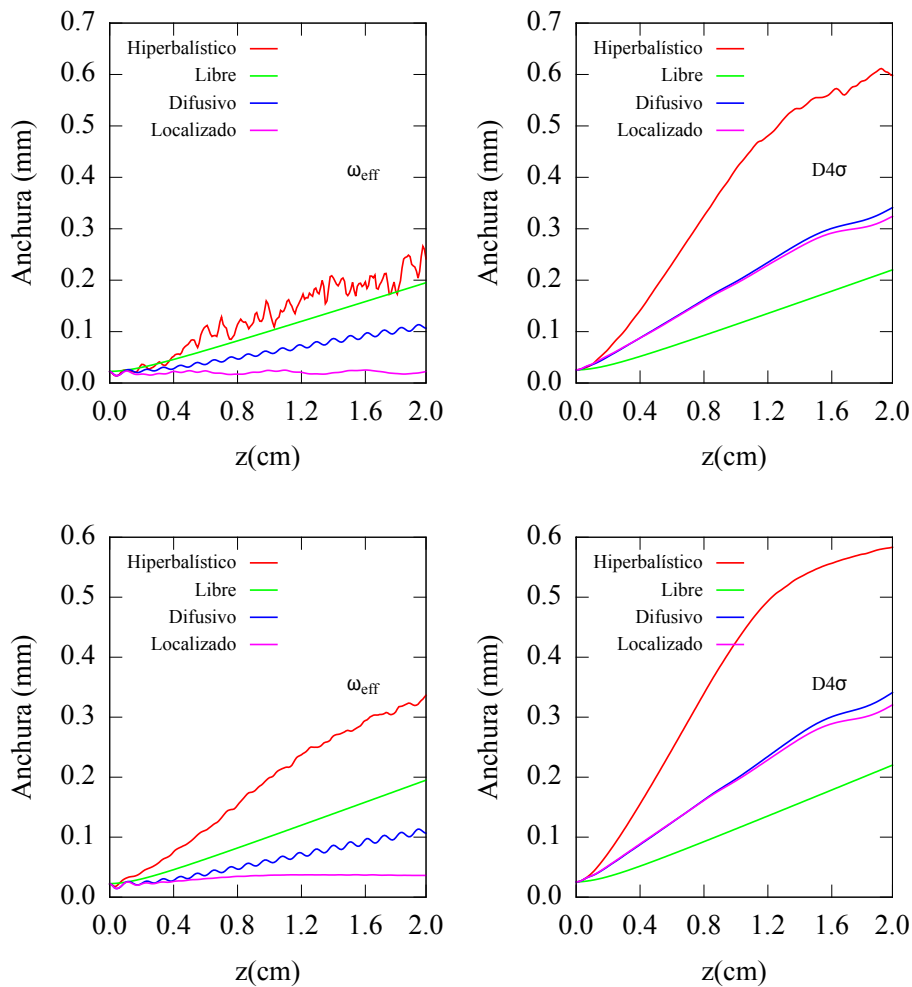 0.7
0.6
0.5
0.4
0.3
0.2
0.1
0.0
Anchura (mm)
Hiperbalístico
Libre
Difusivo
Localizado
ω_eff
0.0 0.4 0.8 1.2 1.6 2.0
z(cm)
0.7
0.6
0.5
0.4
0.3
0.2
0.1
0.0
Anchura (mm)
Hiperbalístico
Libre
Difusivo
Localizado
D4σ
0.0 0.4 0.8 1.2 1.6 2.0
z(cm)
0.6
0.5
0.4
0.3
0.2
0.1
0.0
Anchura (mm)
Hiperbalístico
Libre
Difusivo
Localizado
ω_eff
0.0 0.4 0.8 1.2 1.6 2.0
z(cm)
0.6
0.5
0.4
0.3
0.2
0.1
0.0
Anchura (mm)
Hiperbalístico
Libre
Difusivo
Localizado
D4σ
0.0 0.4 0.8 1.2 1.6 2.0
z(cm)